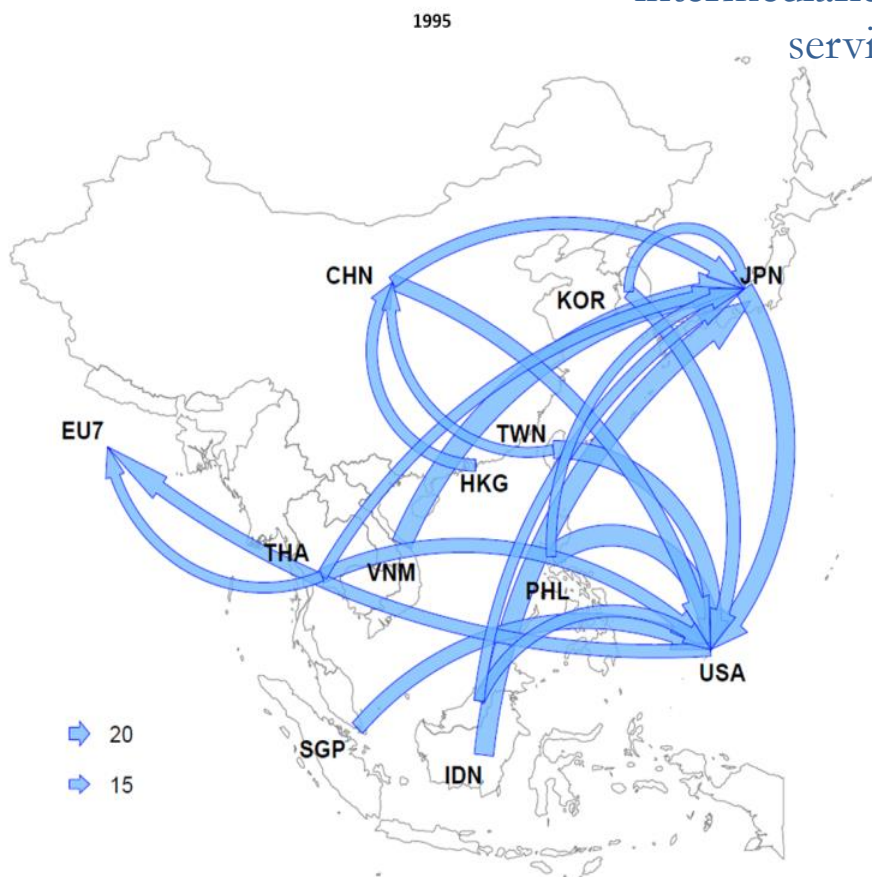 1995
servi
CHN
JPN
KOR
EU7
TWN
HKG
THA
VNM
PHL
USA
SGP
IDN
20
15